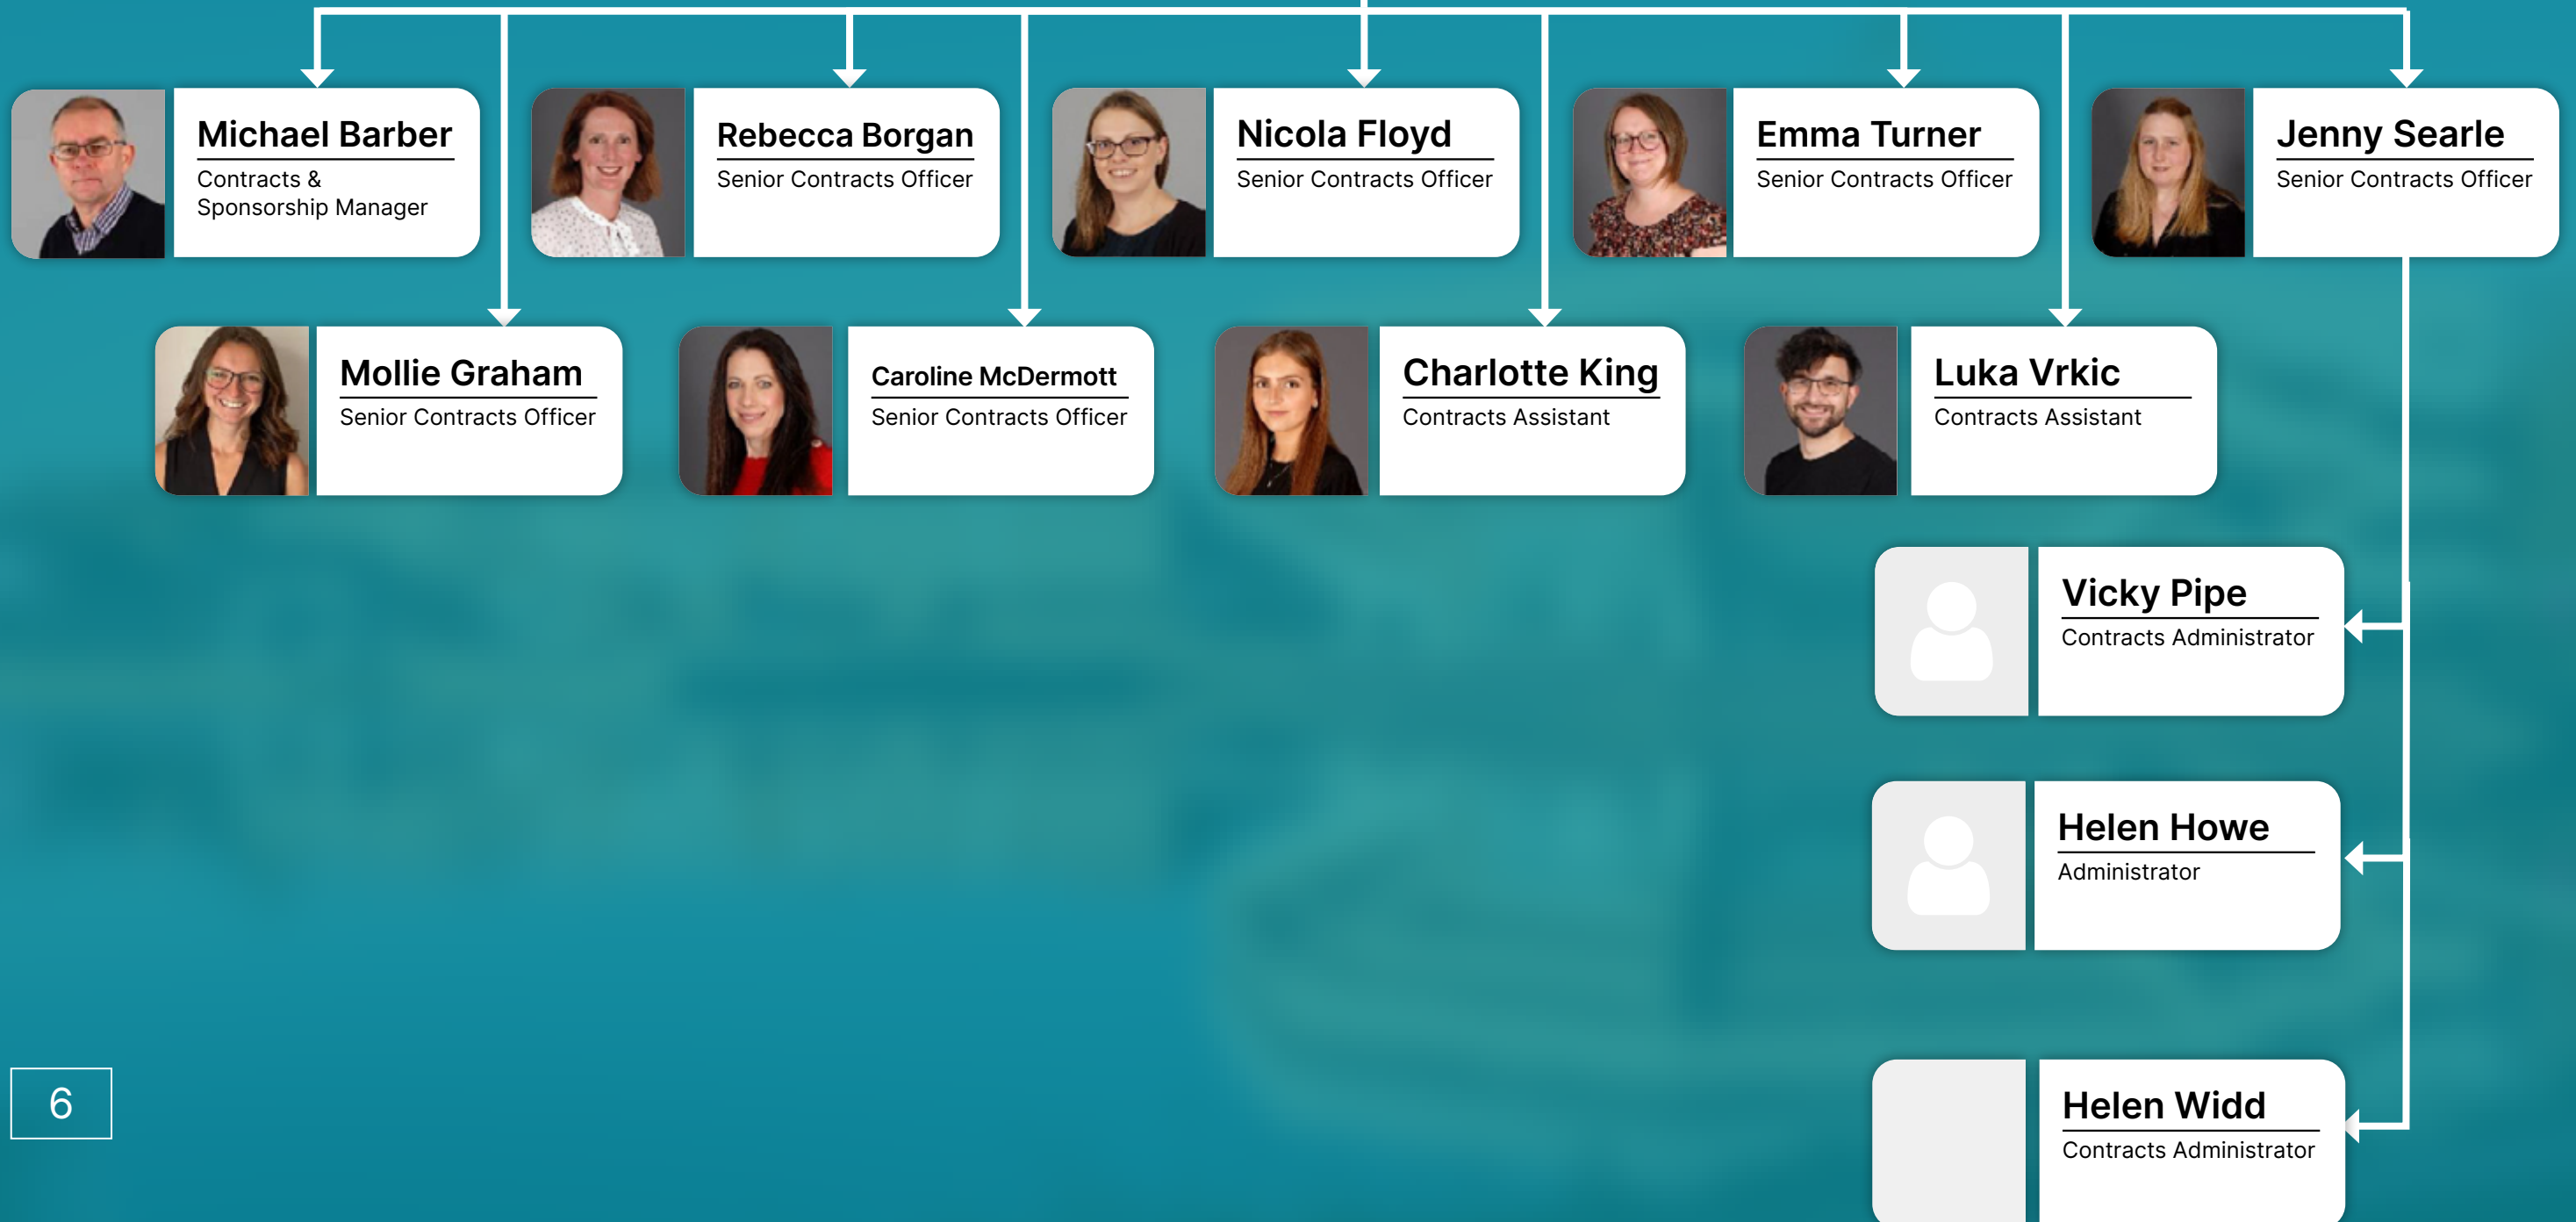 Michael Barber
Contracts &
Sponsorship Manager
Rebecca Borgan
Senior Contracts Officer
Nicola Floyd
Senior Contracts Officer
Emma Turner
Senior Contracts Officer
Jenny Searle
Senior Contracts Officer
Mollie Graham
Senior Contracts Officer
Caroline McDermott
Senior Contracts Officer
Charlotte King
Contracts Assistant
Luka Vrkic
Contracts Assistant
Vicky Pipe
Contracts Administrator
Helen Howe
Administrator
Helen Widd
Contracts Administrator
6